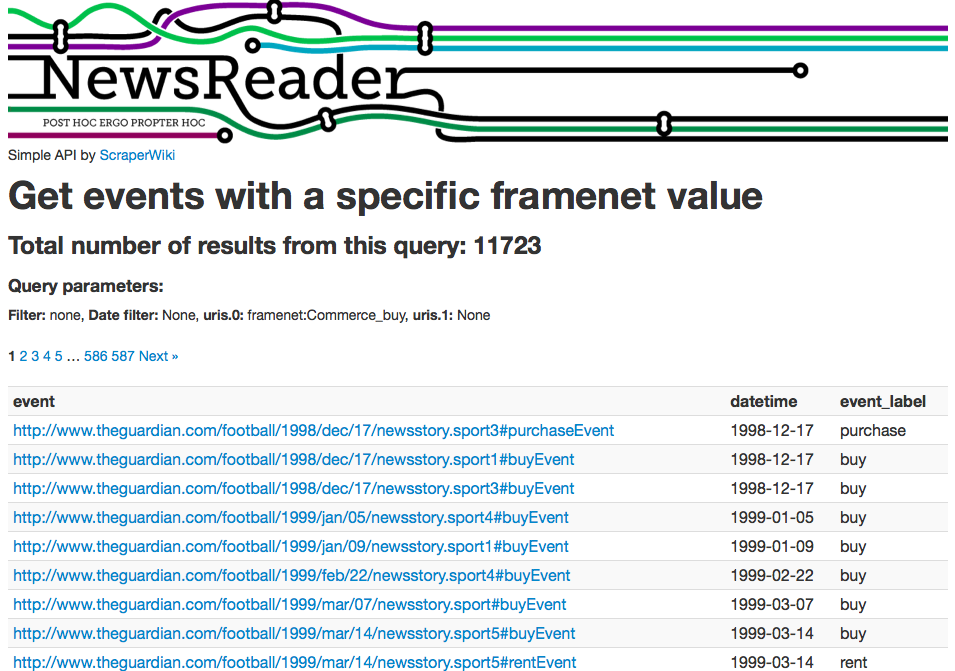 NewsReader
POST HOC ERGO PROPTER HOC
Simple API by ScraperWiki
Get events with a specific framenet value
Total number of results from this query: 11723
Query parameters:
Filter: none, Date filter: None, uris.0: framenet:Commerce_buy, uris.1: None
1 2 3 4 5 ... 586 587 Next »
event datetime event_label
http://www.theguardian.com/football/1998/dec/17/newsstory.sport3#purchaseEvent 1998-12-17 purchase
http://www.theguardian.com/football/1998/dec/17/newsstory.sport1#buyEvent 1998-12-17 buy
http://www.theguardian.com/football/1998/dec/17/newsstory.sport3#buyEvent 1998-12-17 buy
http://www.theguardian.com/football/1999/jan/05/newsstory.sport4#buyEvent 1999-01-05 buy
http://www.theguardian.com/football/1999/jan/09/newsstory.sport1#buyEvent 1999-01-09 buy
http://www.theguardian.com/football/1999/feb/22/newsstory.sport4#buyEvent 1999-02-22 buy
http://www.theguardian.com/football/1999/mar/07/newsstory.sport#buyEvent 1999-03-07 buy
http://www.theguardian.com/football/1999/mar/14/newsstory.sport5#buyEvent 1999-03-14 buy
http://www.theguardian.com/football/1999/mar/14/newsstory.sport5#rentEvent 1999-03-14 rent